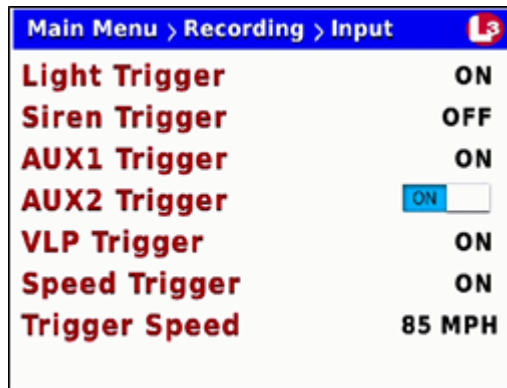 Main Menu > Recording > Input L3
Light Trigger ON
Siren Trigger OFF
AUX1 Trigger ON
AUX2 Trigger ON
VLP Trigger ON
Speed Trigger ON
Trigger Speed 85 MPH